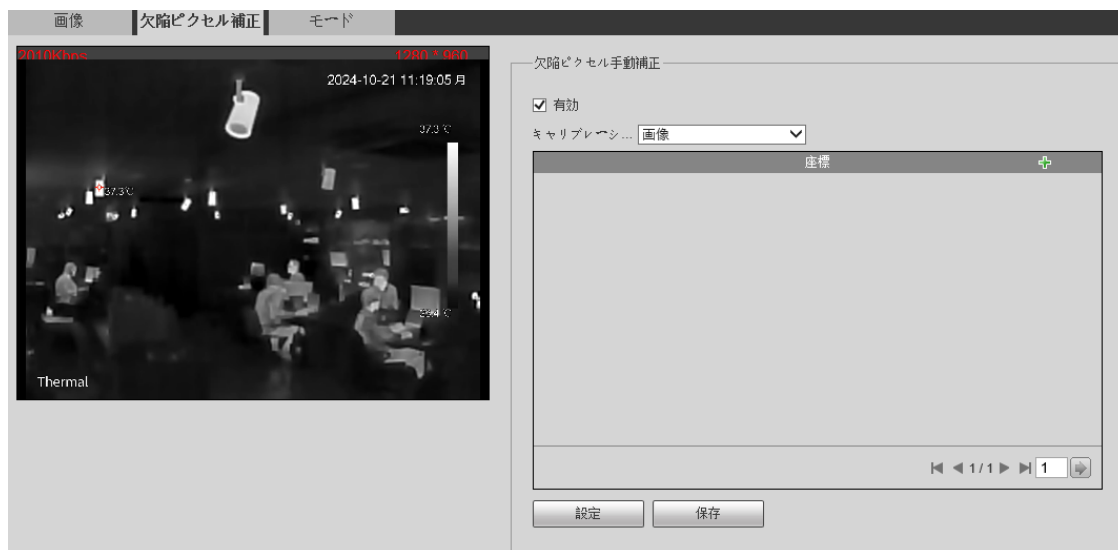 画像 欠陥ピクセル補正 モード
2010Kbps 1280 * 960
2024-10-21 11:19:05 月
37.3℃
37.3℃
Thermal
欠陥ピクセル手動補正
有効
キャリブレーシ... 画像
座標
1/1 1
設定 保存